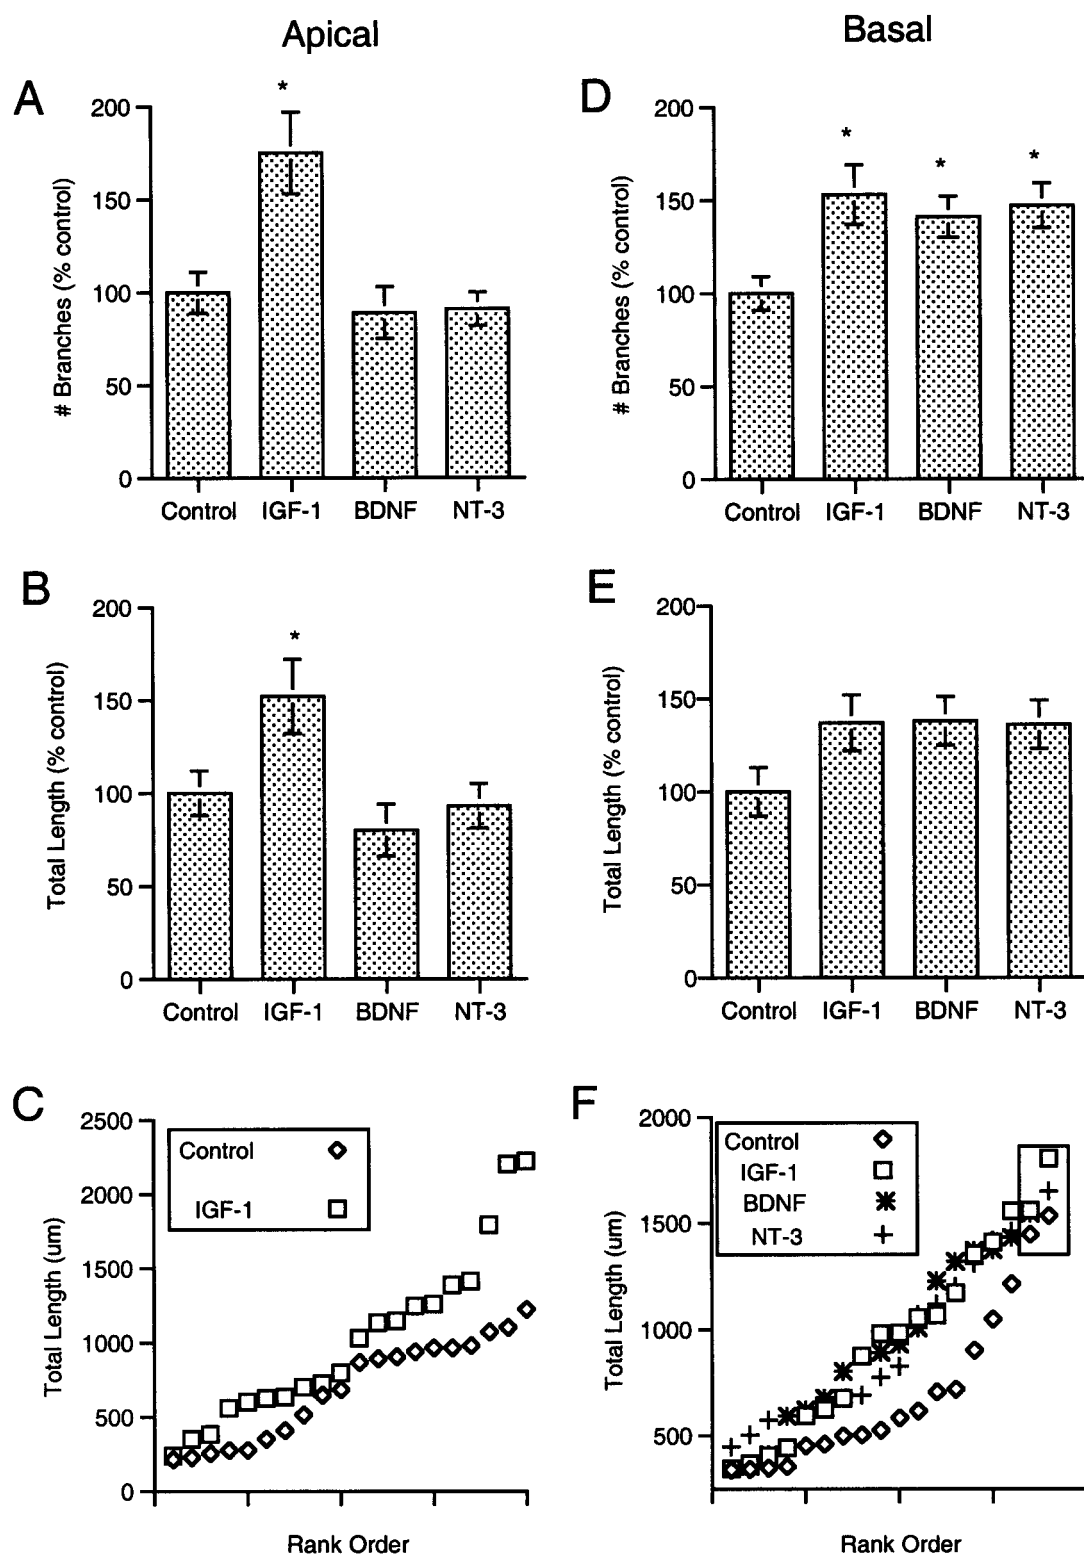 Apical
Basal
A
# Branches (% control)
200
150
100
50
0
*
Control IGF-1 BDNF NT-3
D
# Branches (% control)
200
150
100
50
0
* * *
Control IGF-1 BDNF NT-3
B
Total Length (% control)
200
150
100
50
0
*
Control IGF-1 BDNF NT-3
E
Total Length (% control)
200
150
100
50
0
Control IGF-1 BDNF NT-3
C
Total Length (um)
2500
2000
1500
1000
500
0
Control
IGF-1
Rank Order
F
Total Length (um)
2000
1500
1000
500
Control
IGF-1
BDNF
NT-3
Rank Order